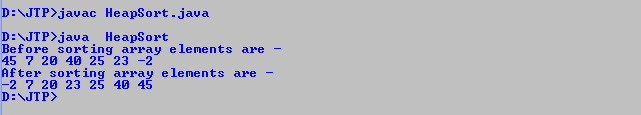 D:\JTP>javac HeapSort.java
D:\JTP>java  HeapSort
Before sorting array elements are -
45 7 20 40 25 23 -2
After sorting array elements are -
-2 7 20 23 25 40 45
D:\JTP>